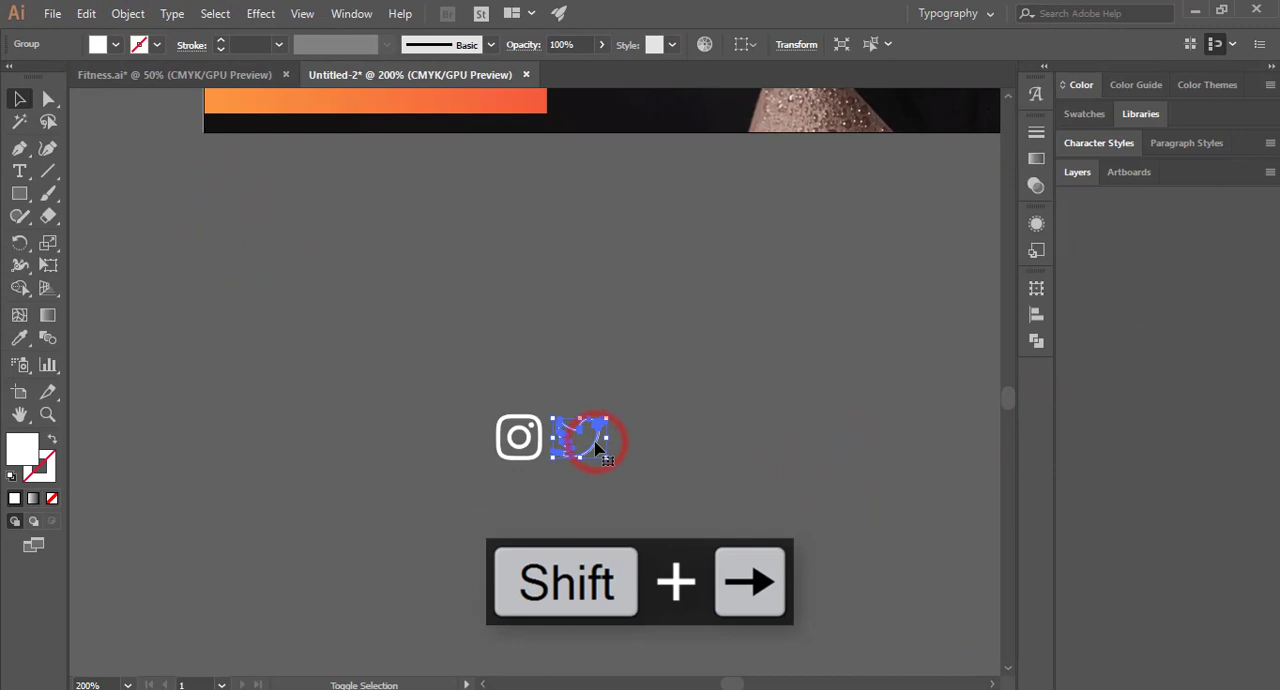 Ai File Edit Object Type Select Effect View Window Help Br St Typography Search Adobe Help
Group Stroke: Basic Opacity: 100% Style: Transform
Fitness.ai* @ 50% (CMYK/GPU Preview) × Untitled-2* @ 200% (CMYK/GPU Preview) ×
Color Color Guide Color Themes
Swatches Libraries
Character Styles Paragraph Styles
Layers Artboards
Shift + →
200% 1 Toggle Selection